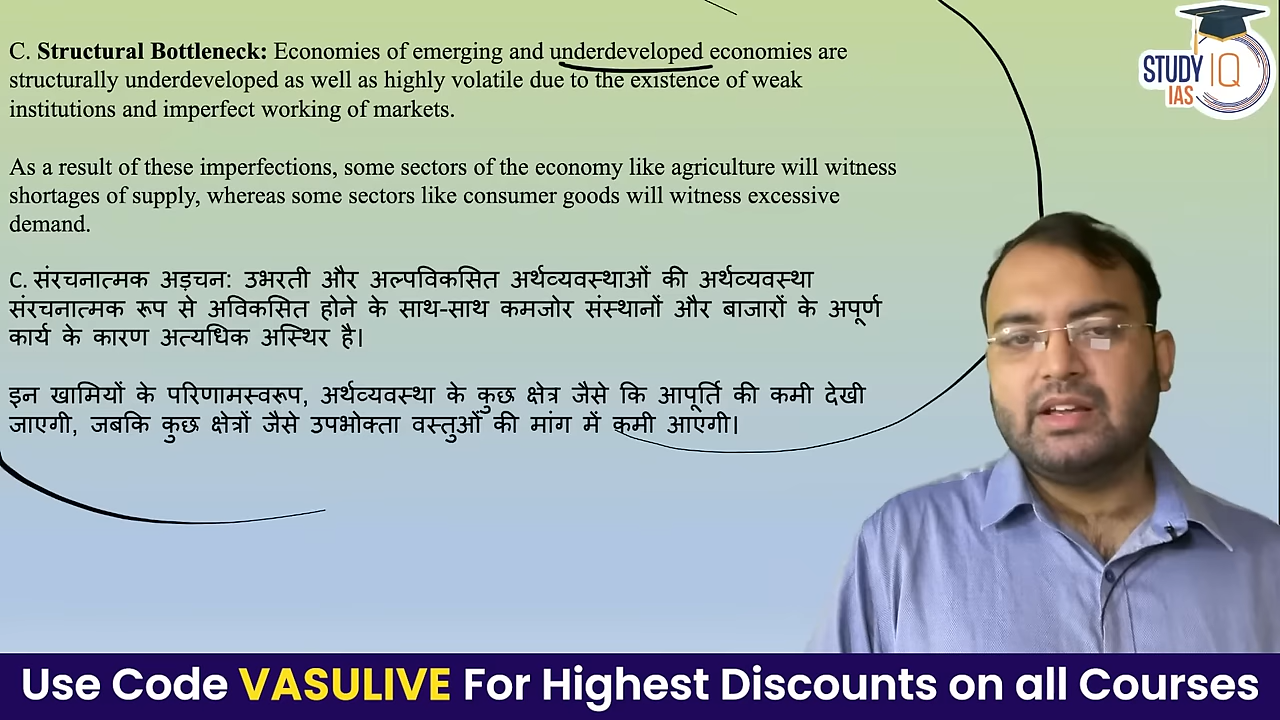 C. Structural Bottleneck: Economies of emerging and underdeveloped economies are
structurally underdeveloped as well as highly volatile due to the existence of weak
institutions and imperfect working of markets.
As a result of these imperfections, some sectors of the economy like agriculture will witness
shortages of supply, whereas some sectors like consumer goods will witness excessive
demand.
C. संरचनात्मक अड़चन: उभरती और अल्पविकसित अर्थव्यवस्थाओं की अर्थव्यवस्था
संरचनात्मक रूप से अविकसित होने के साथ-साथ कमजोर संस्थानों और बाजारों के अपूर्ण
कार्य के कारण अत्यधिक अस्थिर है।
इन खामियों के परिणामस्वरूप, अर्थव्यवस्था के कुछ क्षेत्र जैसे कि आपूर्ति की कमी देखी
जाएगी, जबकि कुछ क्षेत्रों जैसे उपभोक्ता वस्तुओं की मांग में कमी आएगी।
STUDY IQ
IAS
Use Code VASULIVE For Highest Discounts on all Courses